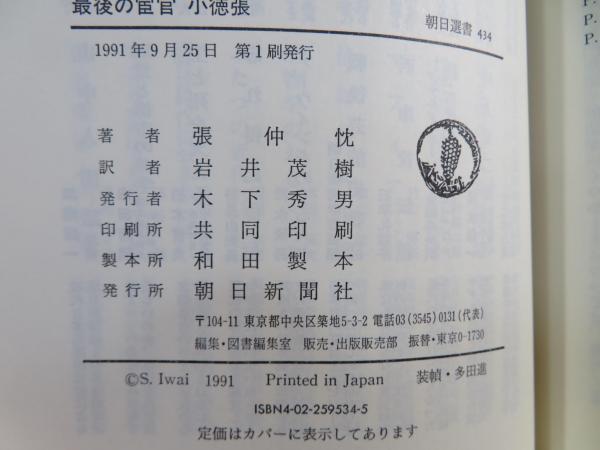 最後の宦官 小徳張
朝日選書 434
1991年9月25日 第1刷発行
著者 張仲忱
訳者 岩井茂樹
発行者 木下秀男
印刷所 共同印刷
製本所 和田製本
発行所 朝日新聞社
〒104-11 東京都中央区築地5-3-2 電話03(3545)0131(代表)
編集・図書編集室 販売・出版販売部 振替・東京0-1730
©S. Iwai 1991 Printed in Japan 装幀・多田進
ISBN4-02-259534-5
定価はカバーに表示してあります
P.
P.